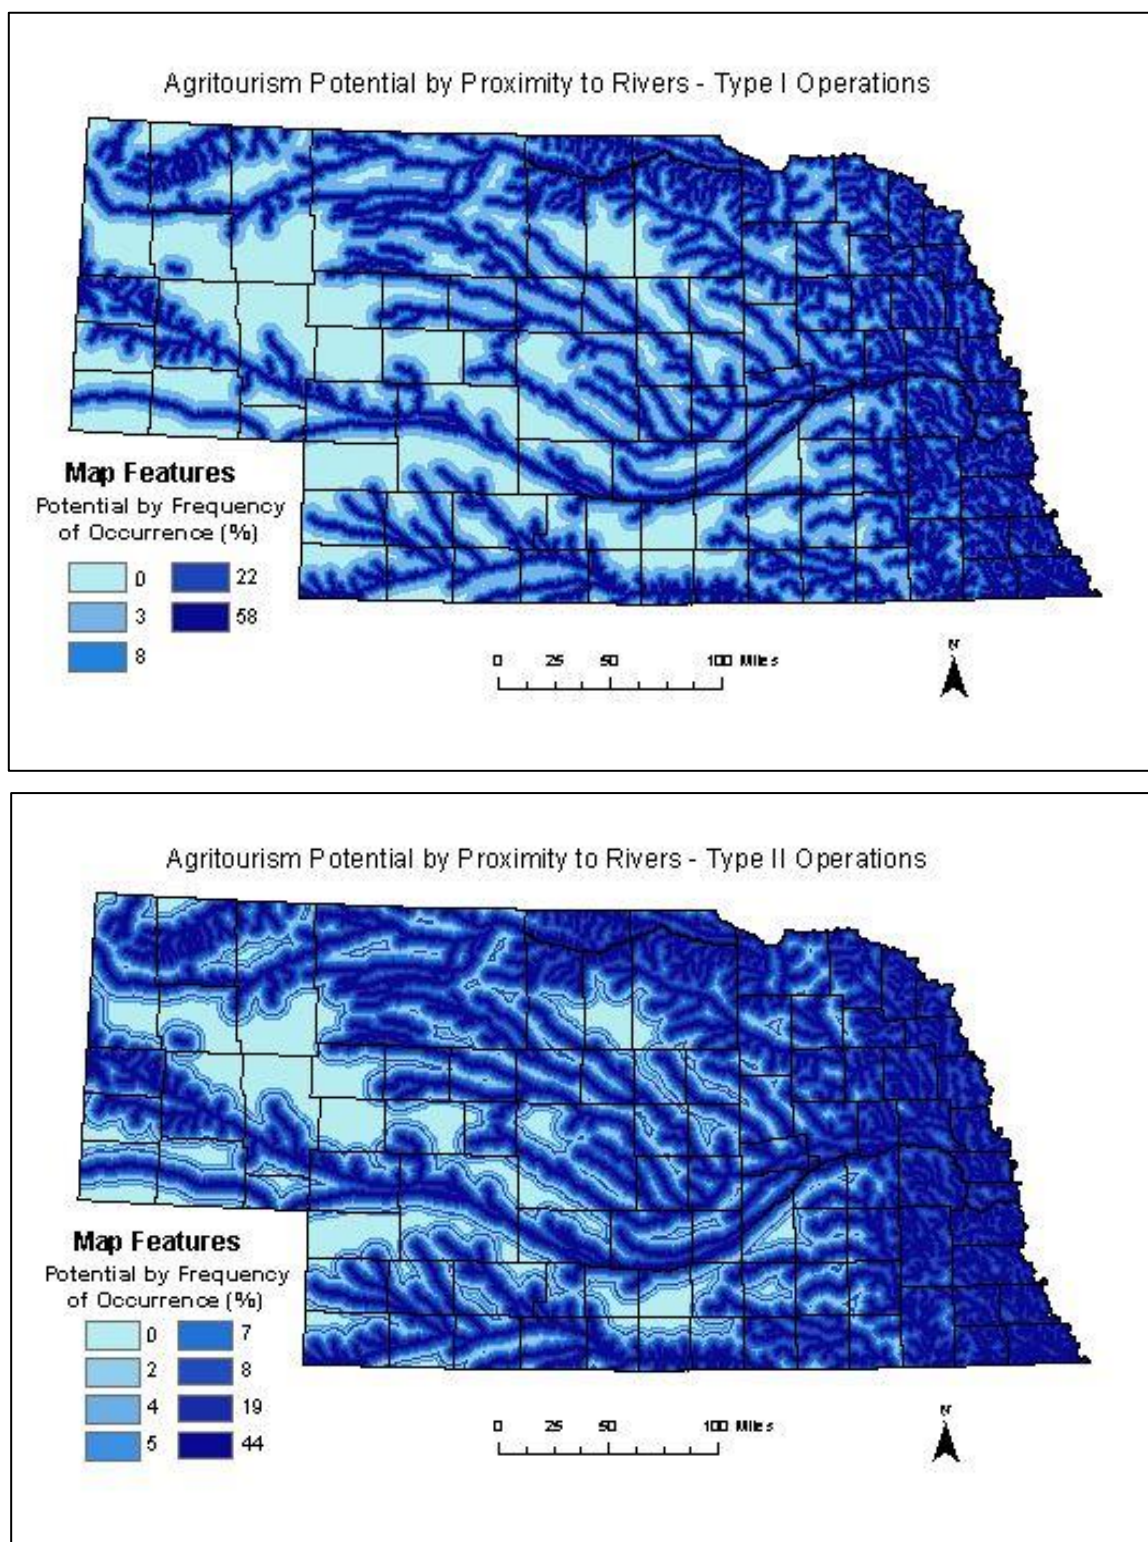 Agritourism Potential by Proximity to Rivers - Type I Operations
Map Features
Potential by Frequency
of Occurrence (%)
0 22
3 58
8
0 25 50 100 Miles
N
Agritourism Potential by Proximity to Rivers - Type II Operations
Map Features
Potential by Frequency
of Occurrence (%)
0 7
2 8
4 19
5 44
0 25 50 100 Miles
N